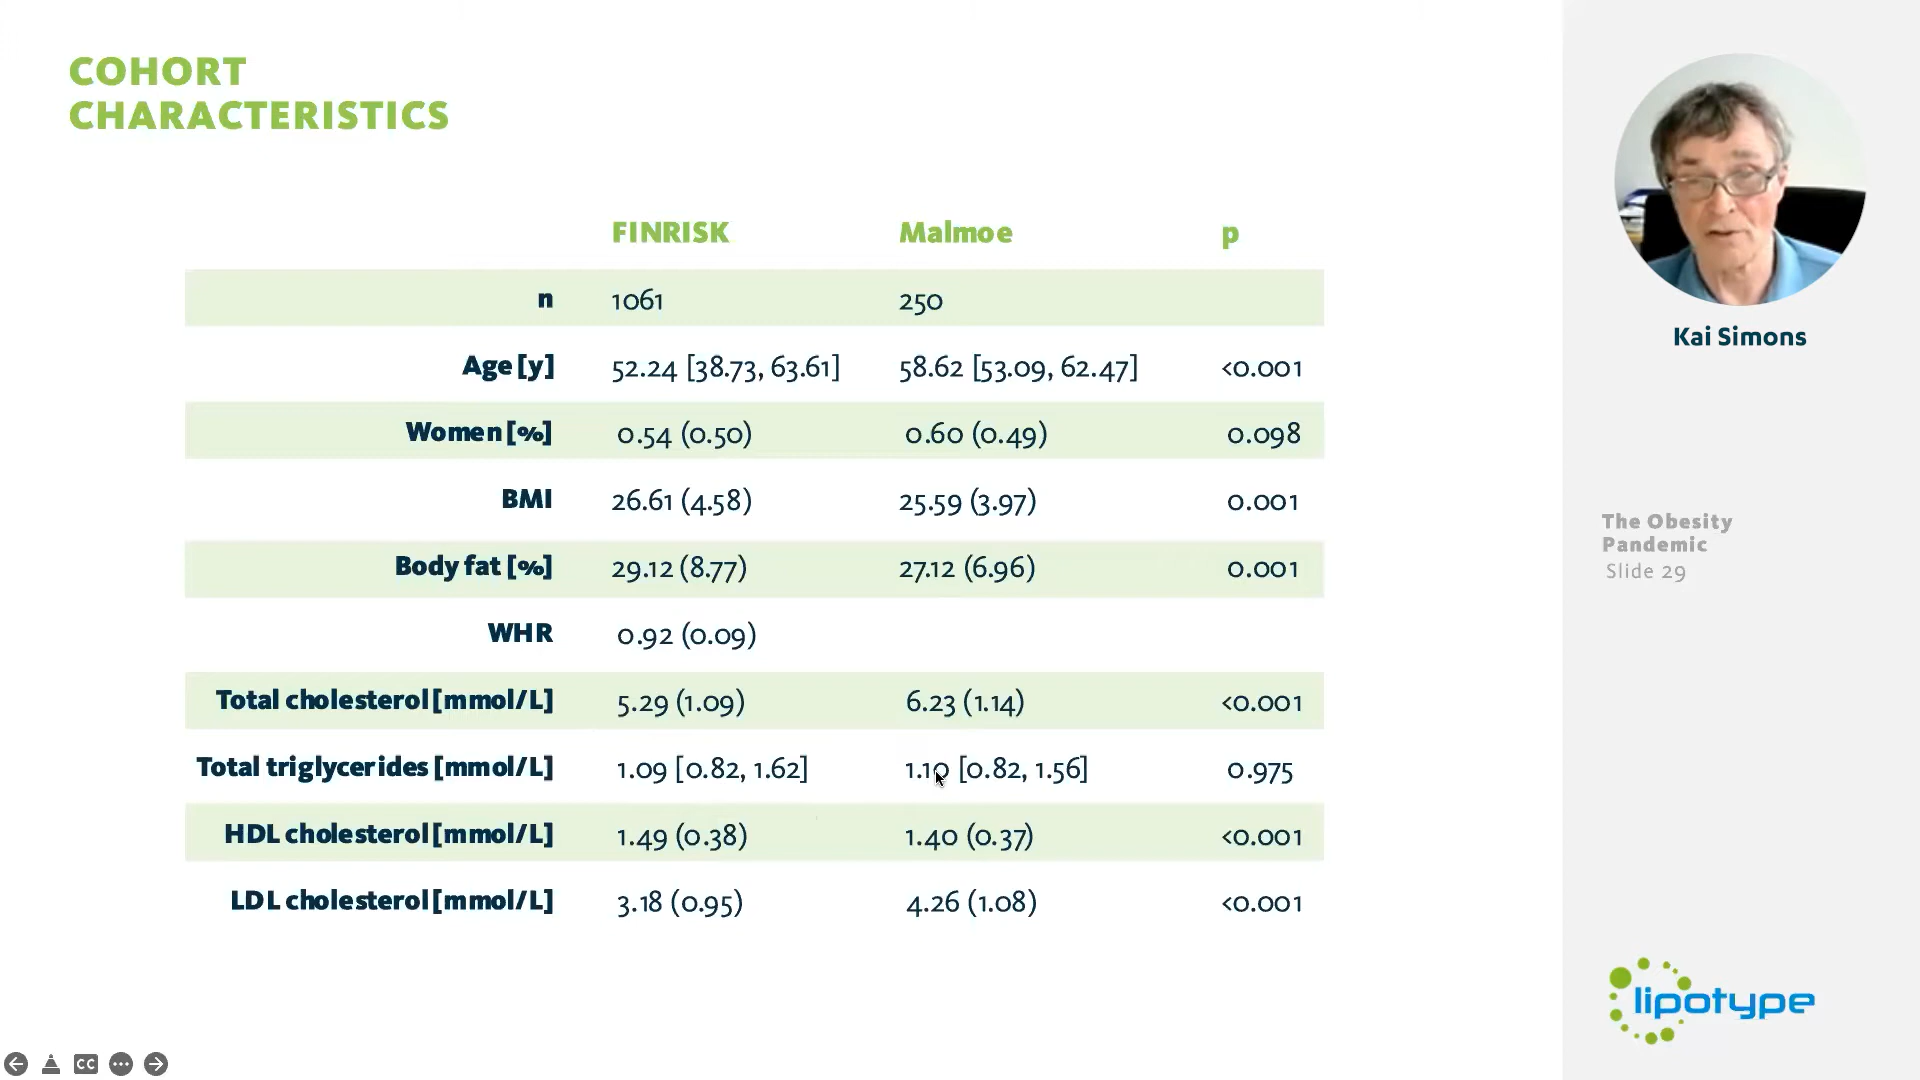 COHORT
CHARACTERISTICS
FINRISK Malmoe p
n 1061 250
Age [y] 52.24 [38.73, 63.61] 58.62 [53.09, 62.47] <0.001
Women [%] 0.54 (0.50) 0.60 (0.49) 0.098
BMI 26.61 (4.58) 25.59 (3.97) 0.001
Body fat [%] 29.12 (8.77) 27.12 (6.96) 0.001
WHR 0.92 (0.09)
Total cholesterol [mmol/L] 5.29 (1.09) 6.23 (1.14) <0.001
Total triglycerides [mmol/L] 1.09 [0.82, 1.62] 1.10 [0.82, 1.56] 0.975
HDL cholesterol [mmol/L] 1.49 (0.38) 1.40 (0.37) <0.001
LDL cholesterol [mmol/L] 3.18 (0.95) 4.26 (1.08) <0.001
Kai Simons
The Obesity
Pandemic
Slide 29
lipotype
CC